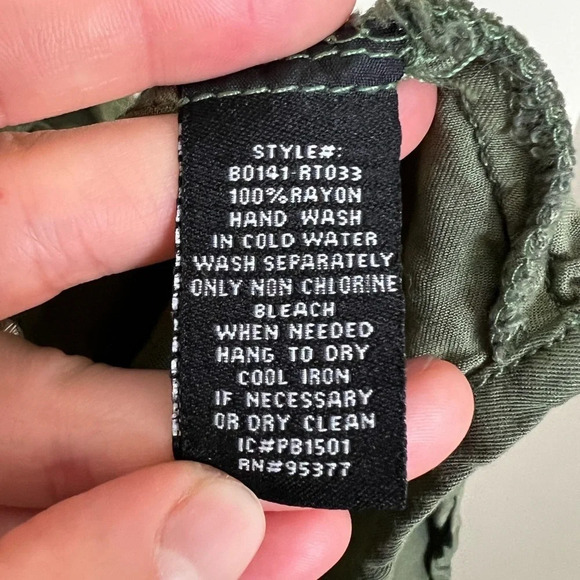 STYLE#:
B0141-RT033
100%RAYON
HAND WASH
IN COLD WATER
WASH SEPARATELY
ONLY NON CHLORINE
BLEACH
WHEN NEEDED
HANG TO DRY
COOL IRON
IF NECESSARY
OR DRY CLEAN
IC#PB1501
RN#95377